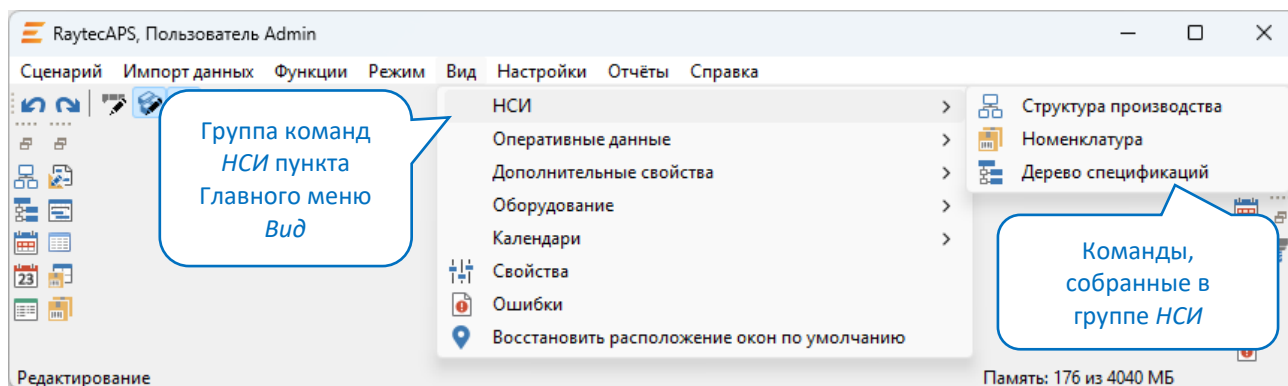 RaytecAPS, Пользователь Admin
Сценарий Импорт данных Функции Режим Вид Настройки Отчёты Справка
Группа команд
НСИ пункта
Главного меню
Вид
НСИ
Оперативные данные
Дополнительные свойства
Оборудование
Календари
Свойства
Ошибки
Восстановить расположение окон по умолчанию
Структура производства
Номенклатура
Дерево спецификаций
Команды,
собранные в
группе НСИ
23
Редактирование
Память: 176 из 4040 МБ